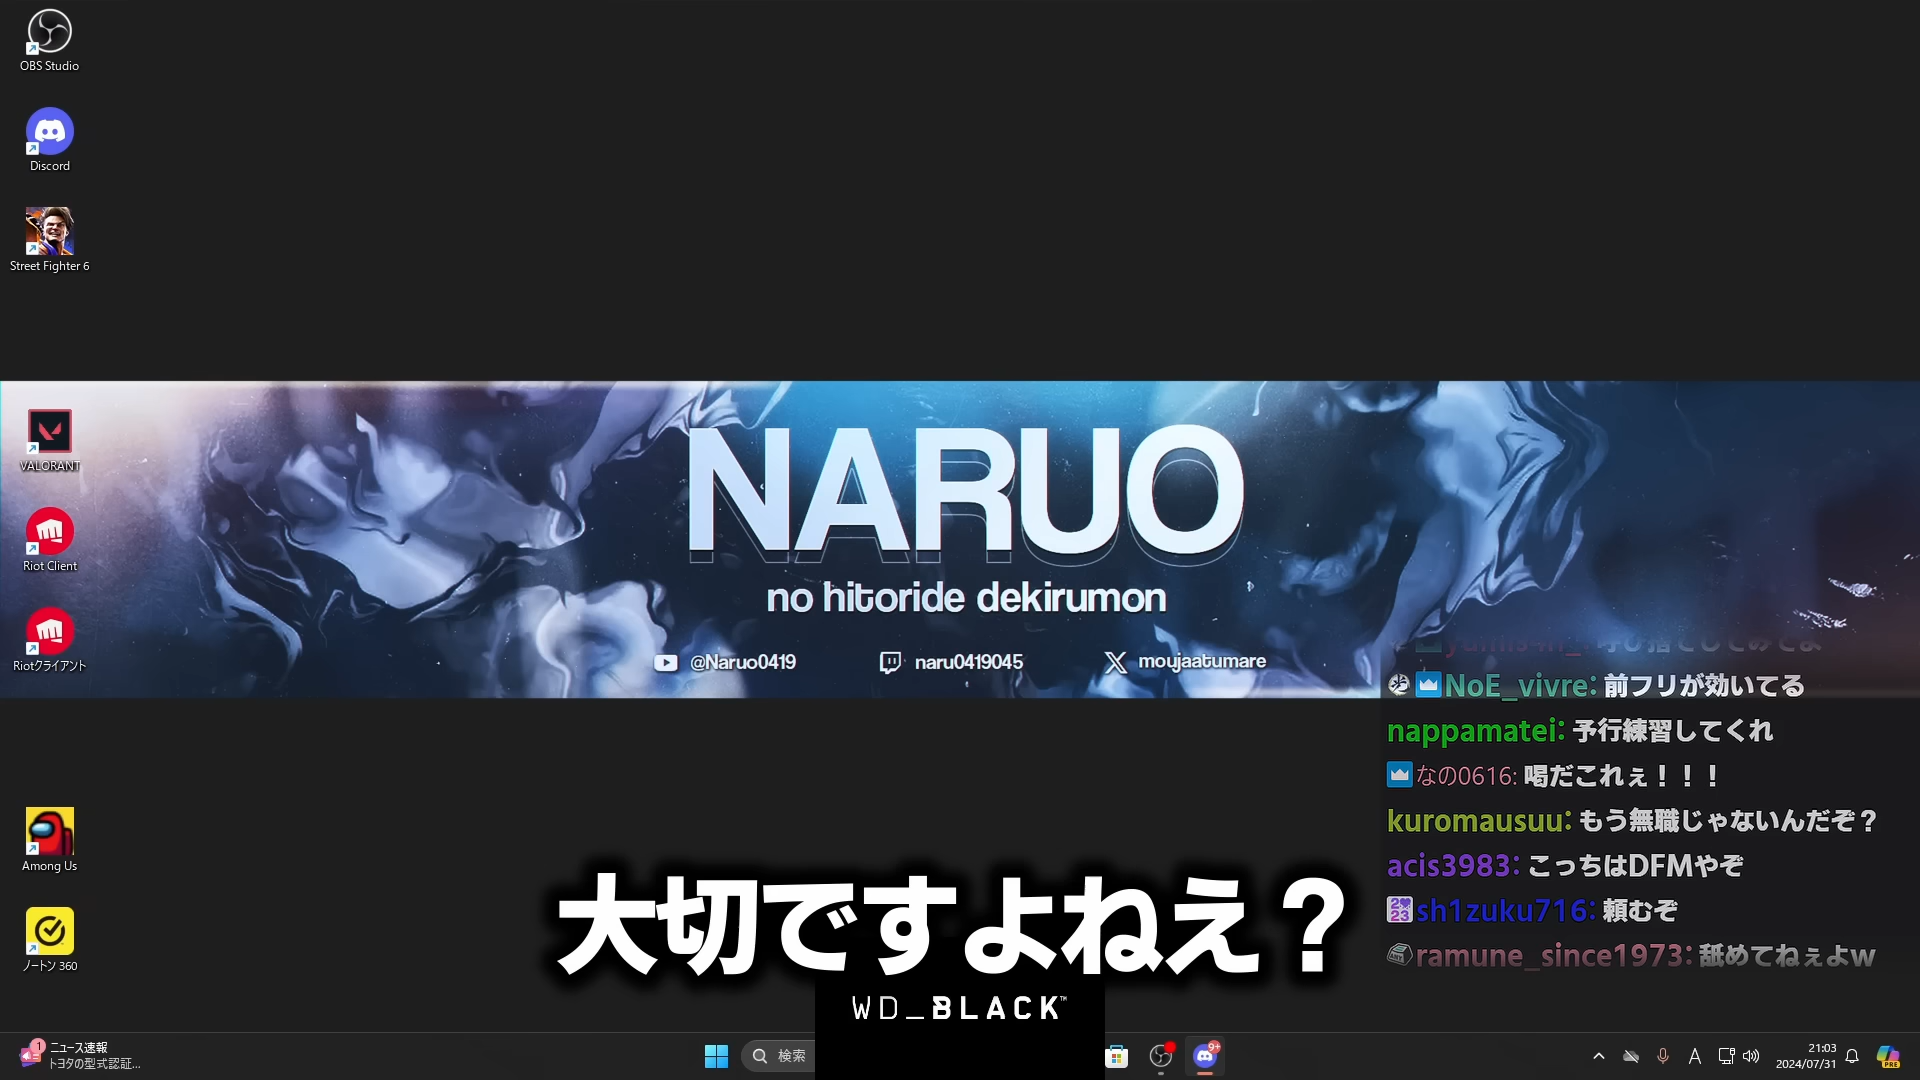 OBS Studio
Discord
Street Fighter 6
VALORANT
Riot Client
Riotクライアント
Among Us
ノートン 360
NARUO
no hitoride dekirumon
@Naruo0419
naru0419045
moujaatumare
NoE_vivre: 前フリが効いてる
nappamatei: 予行練習してくれ
なの0616: 喝だこれぇ！！！
kuromausuu: もう無職じゃないんだぞ？
acis3983: こっちはDFMやぞ
sh1zuku716: 頼むぞ
ramune_since1973: 舐めてねぇよw
大切ですよねえ？
WD_BLACK™
1
ニュース速報
トヨタの型式認証...
検索
9+
A
21:03
2024/07/31
PRE